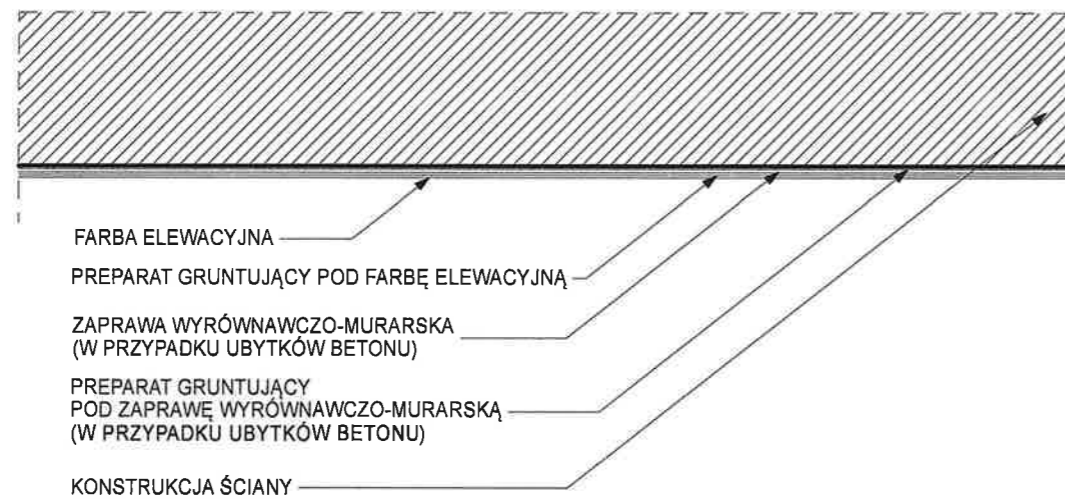 FARBA ELEWACYJNA
PREPARAT GRUNTUJĄCY POD FARBĘ ELEWACYJNĄ
ZAPRAWA WYRÓWNAWCZO-MURARSKA
(W PRZYPADKU UBYTKÓW BETONU)
PREPARAT GRUNTUJĄCY
POD ZAPRAWĘ WYRÓWNAWCZO-MURARSKĄ
(W PRZYPADKU UBYTKÓW BETONU)
KONSTRUKCJA ŚCIANY